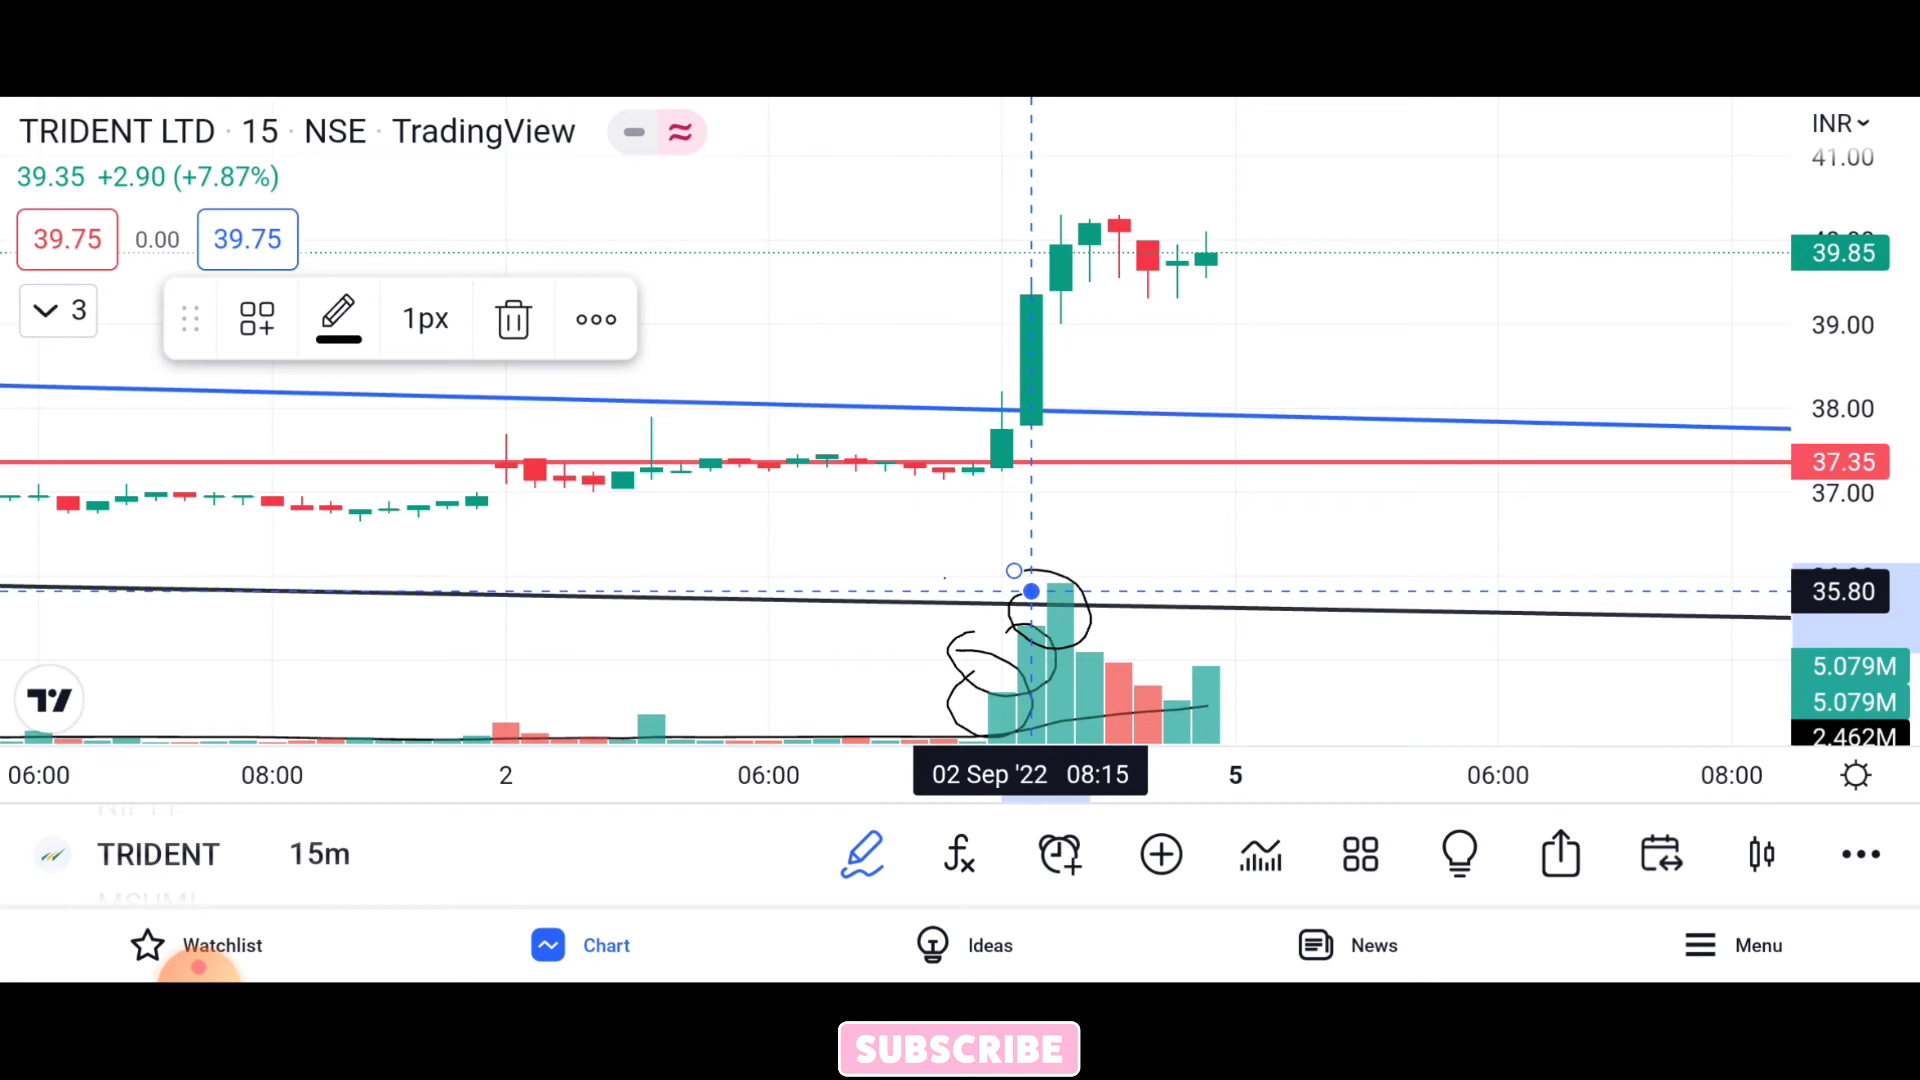 TRIDENT LTD · 15 · NSE · TradingView
INR
41.00
39.35 +2.90 (+7.87%)
39.75 0.00 39.75
39.85
3
1px
39.00
38.00
37.35
37.00
35.80
5.079M
5.079M
2.462M
06:00 08:00 2 06:00 02 Sep '22 08:15 5 06:00 08:00
TRIDENT 15m
Watchlist Chart Ideas News Menu
SUBSCRIBE